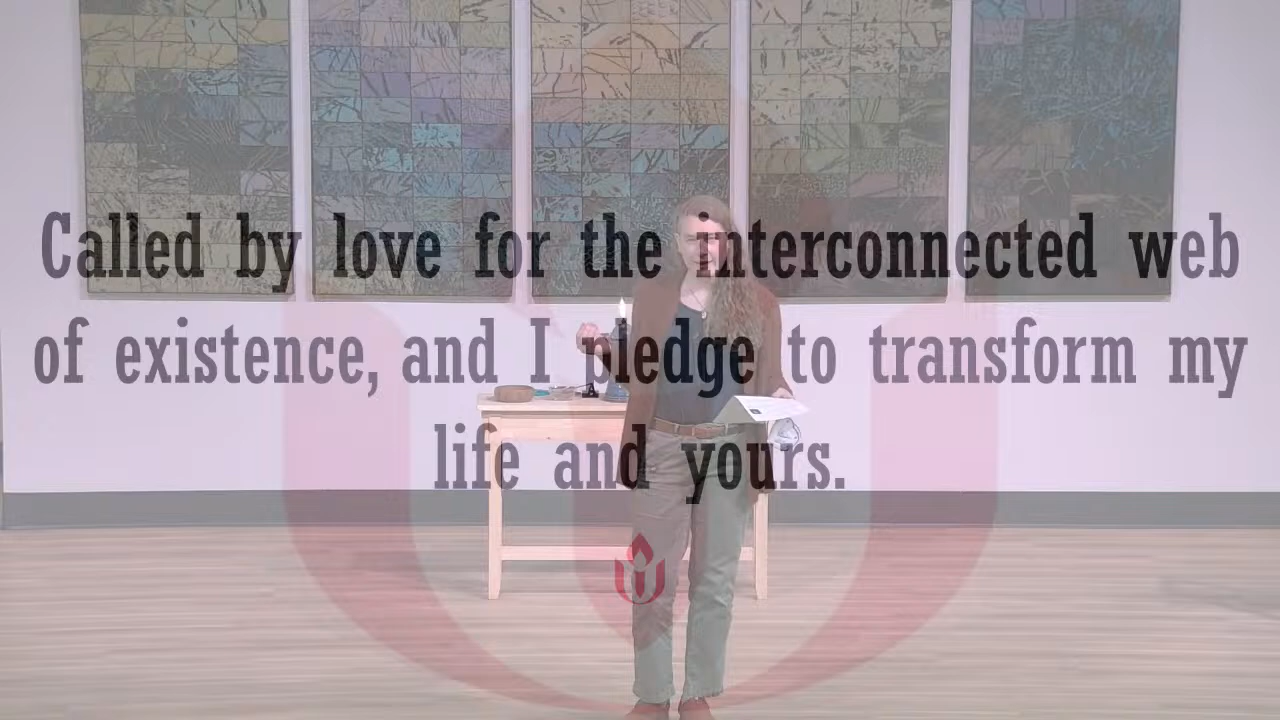 Called by love for the interconnected web
of existence, and I pledge to transform my
life and yours.